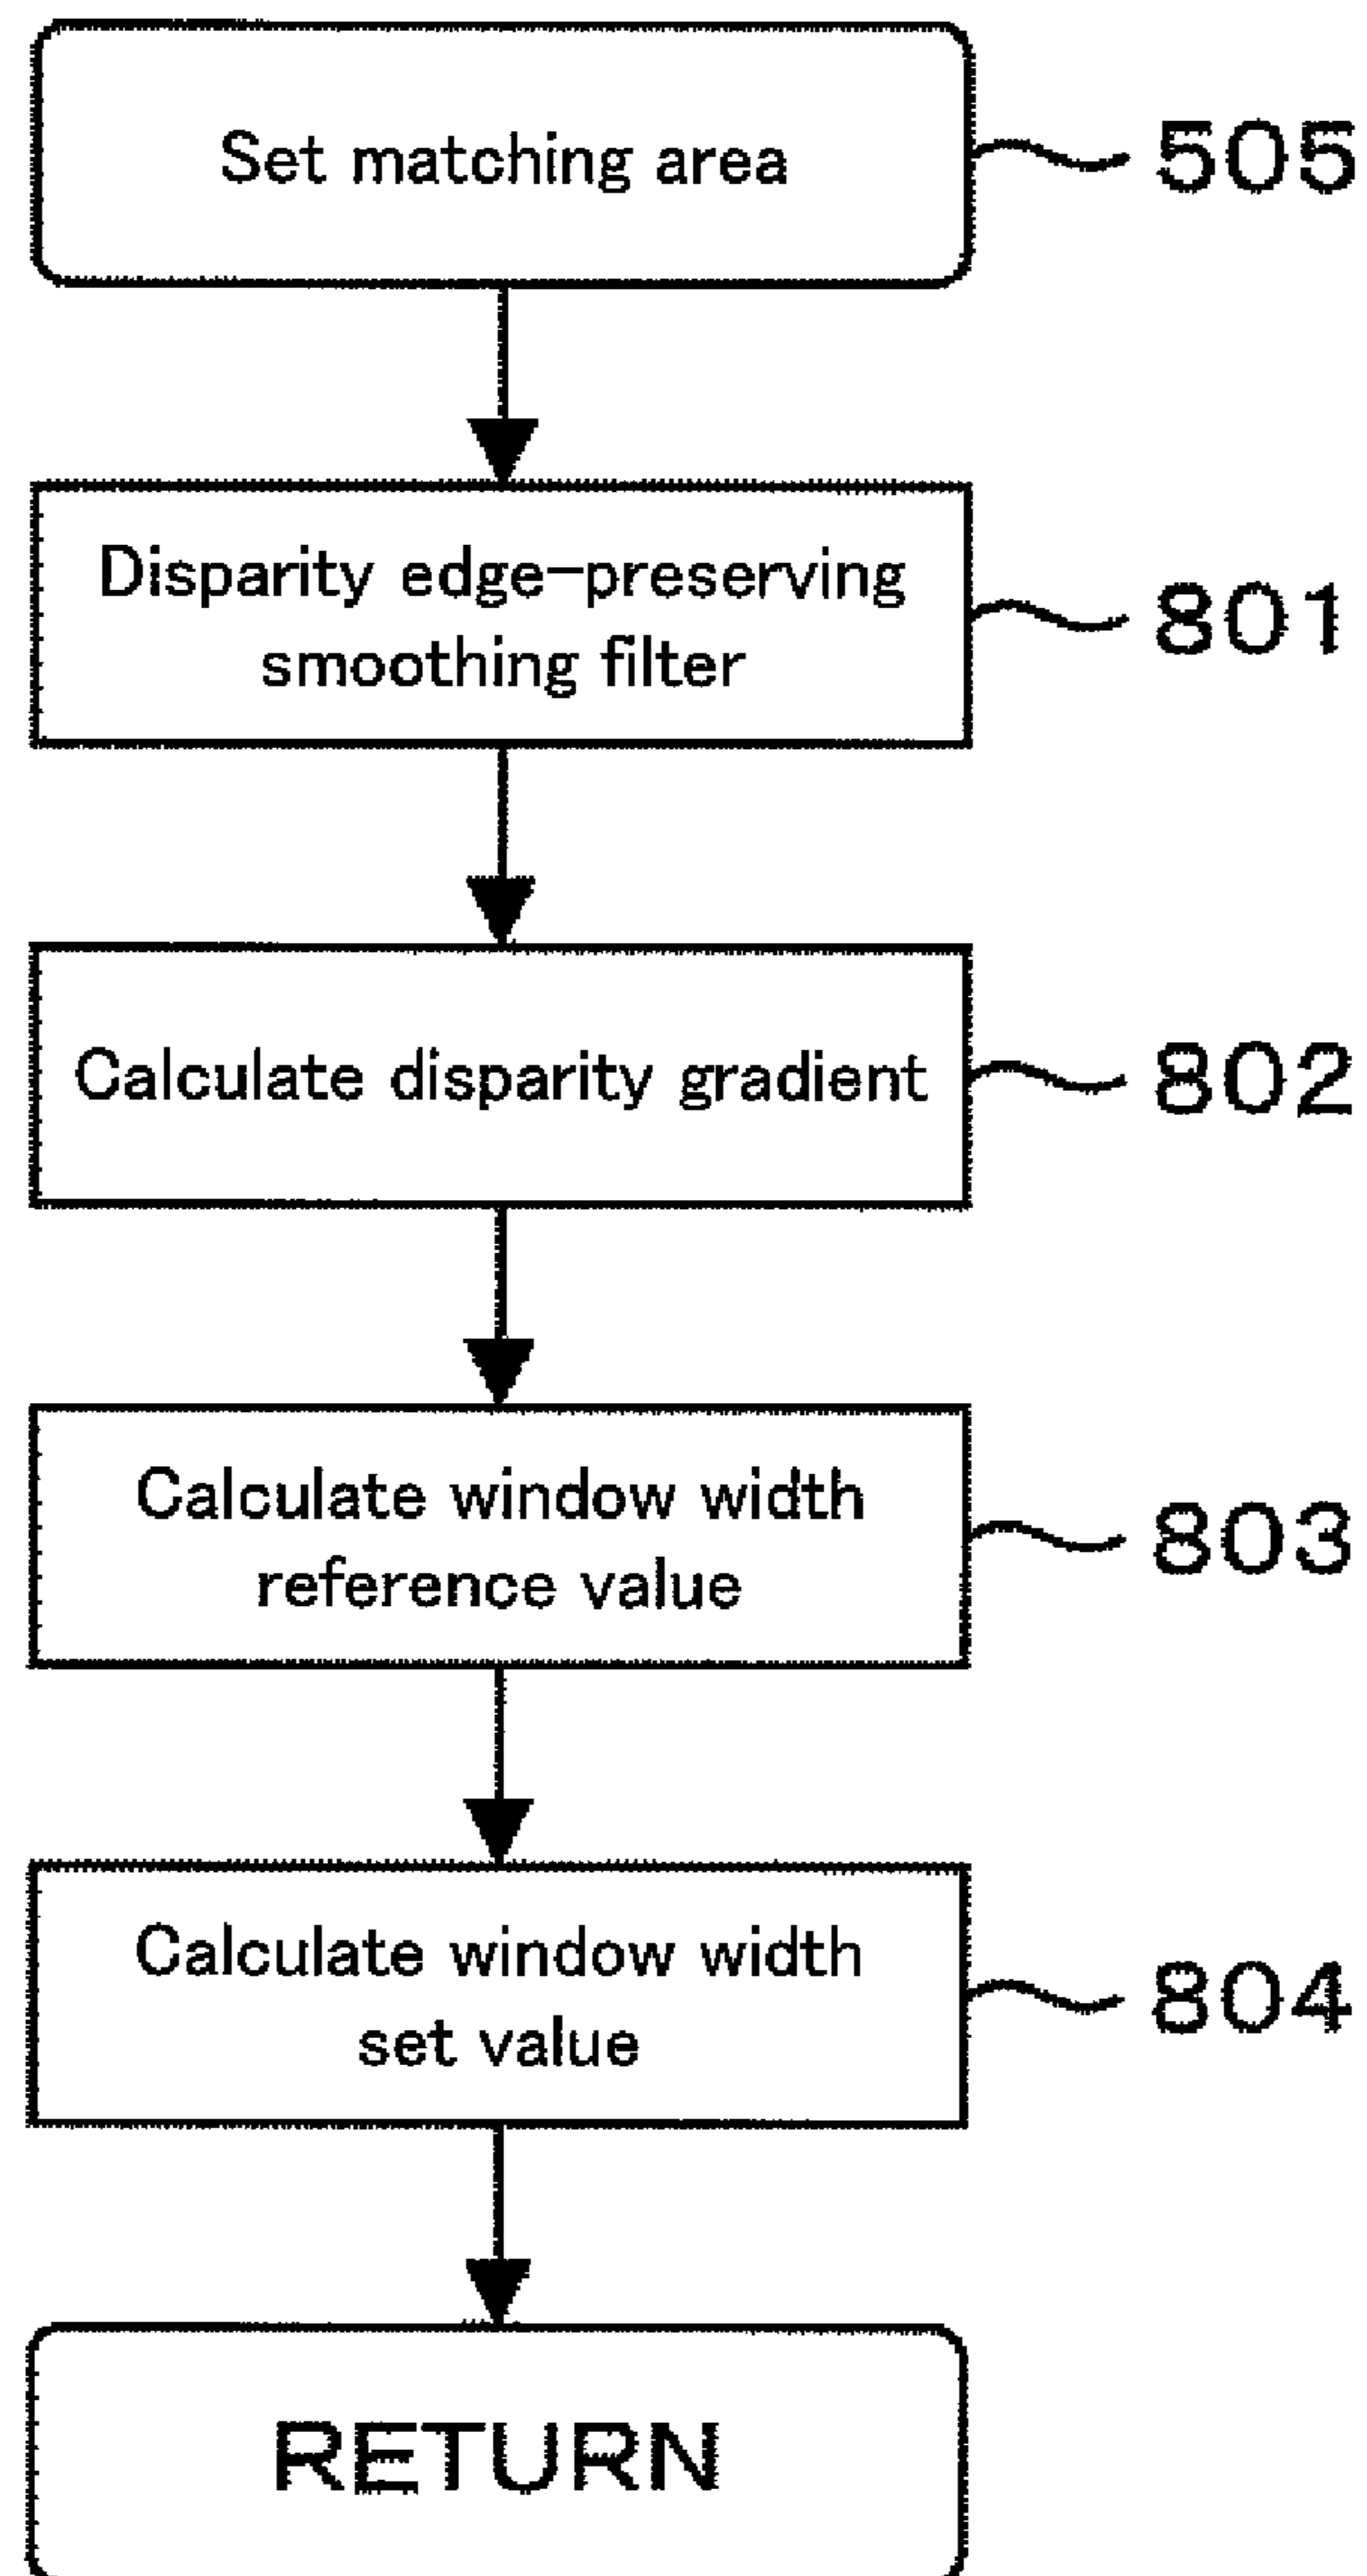 Set matching area
505
Disparity edge-preserving
smoothing filter
801
Calculate disparity gradient
802
Calculate window width
reference value
803
Calculate window width
set value
804
RETURN